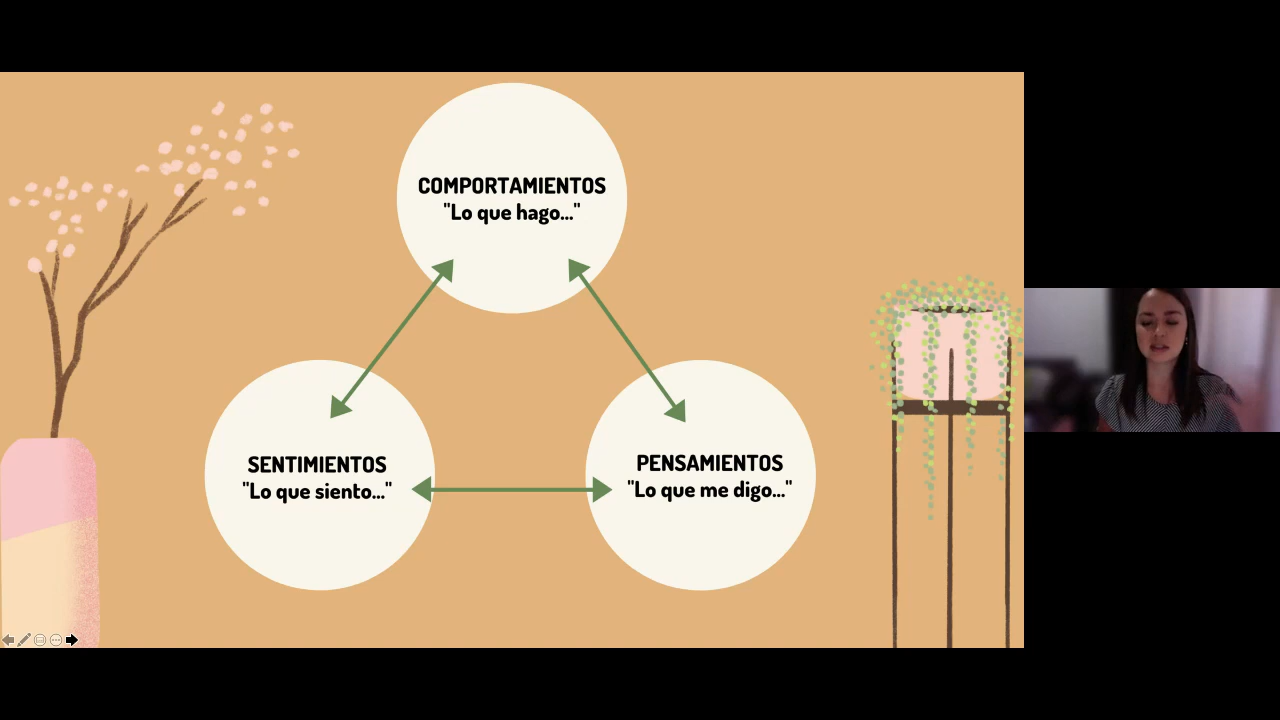 COMPORTAMIENTOS
"Lo que hago..."
SENTIMIENTOS
"Lo que siento..."
PENSAMIENTOS
"Lo que me digo..."